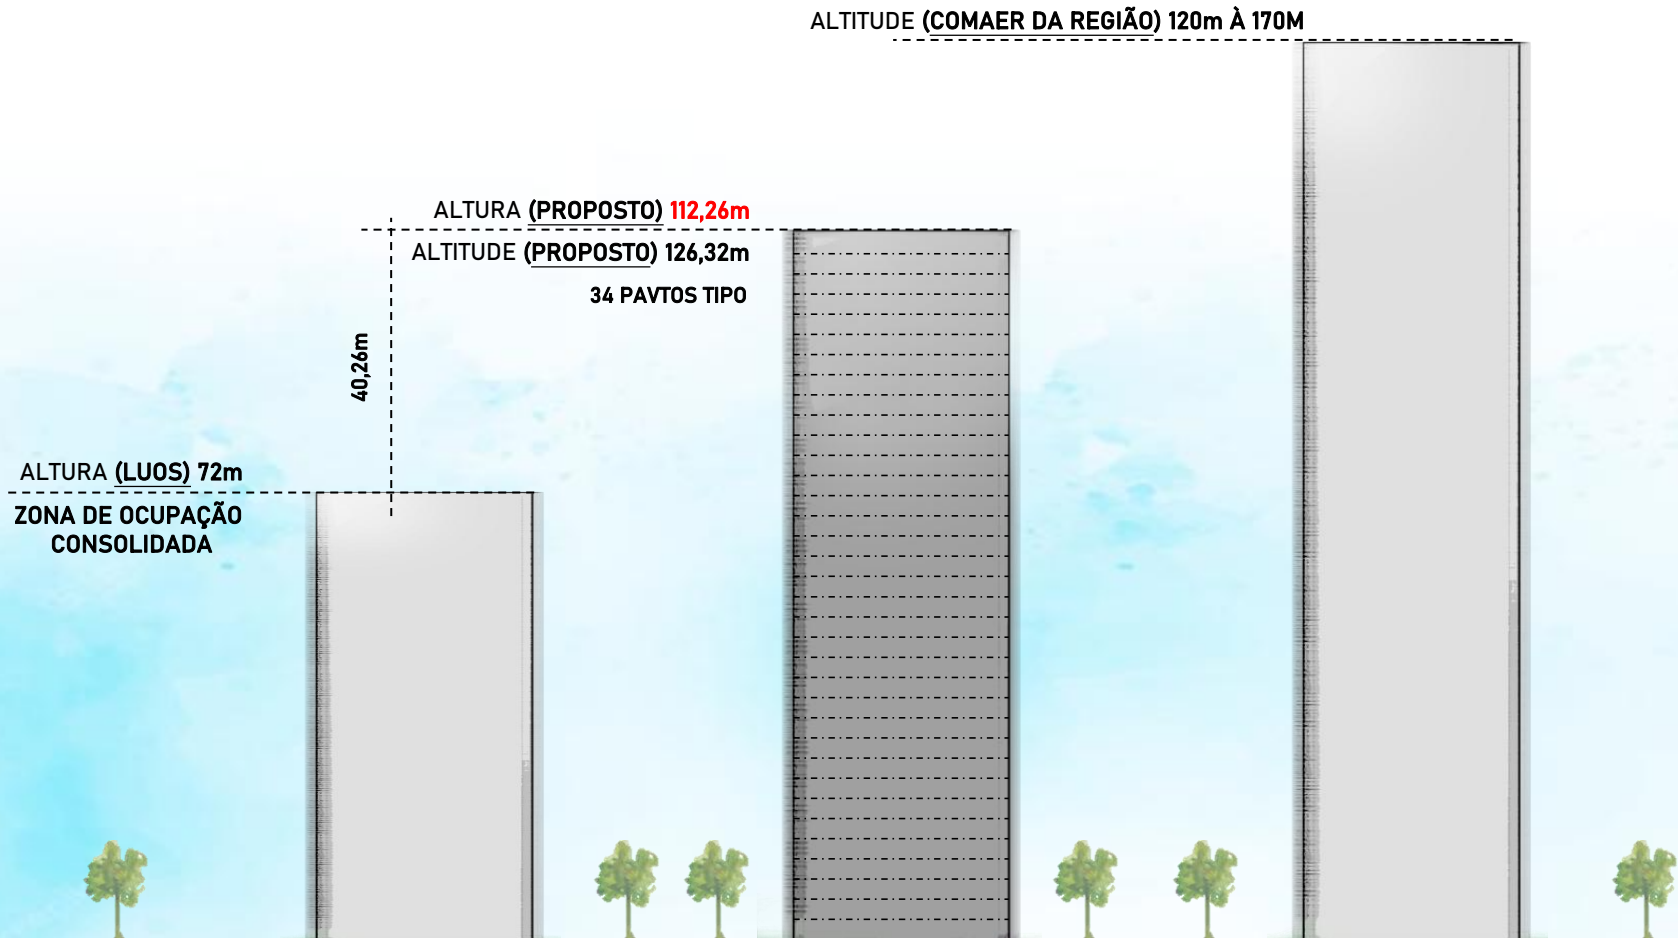 ALTITUDE (COMAER DA REGIÃO) 120m À 170M
ALTURA (PROPOSTO) 112,26m
ALTITUDE (PROPOSTO) 126,32m
34 PAVTOS TIPO
40,26m
ALTURA (LUOS) 72m
ZONA DE OCUPAÇÃO
CONSOLIDADA